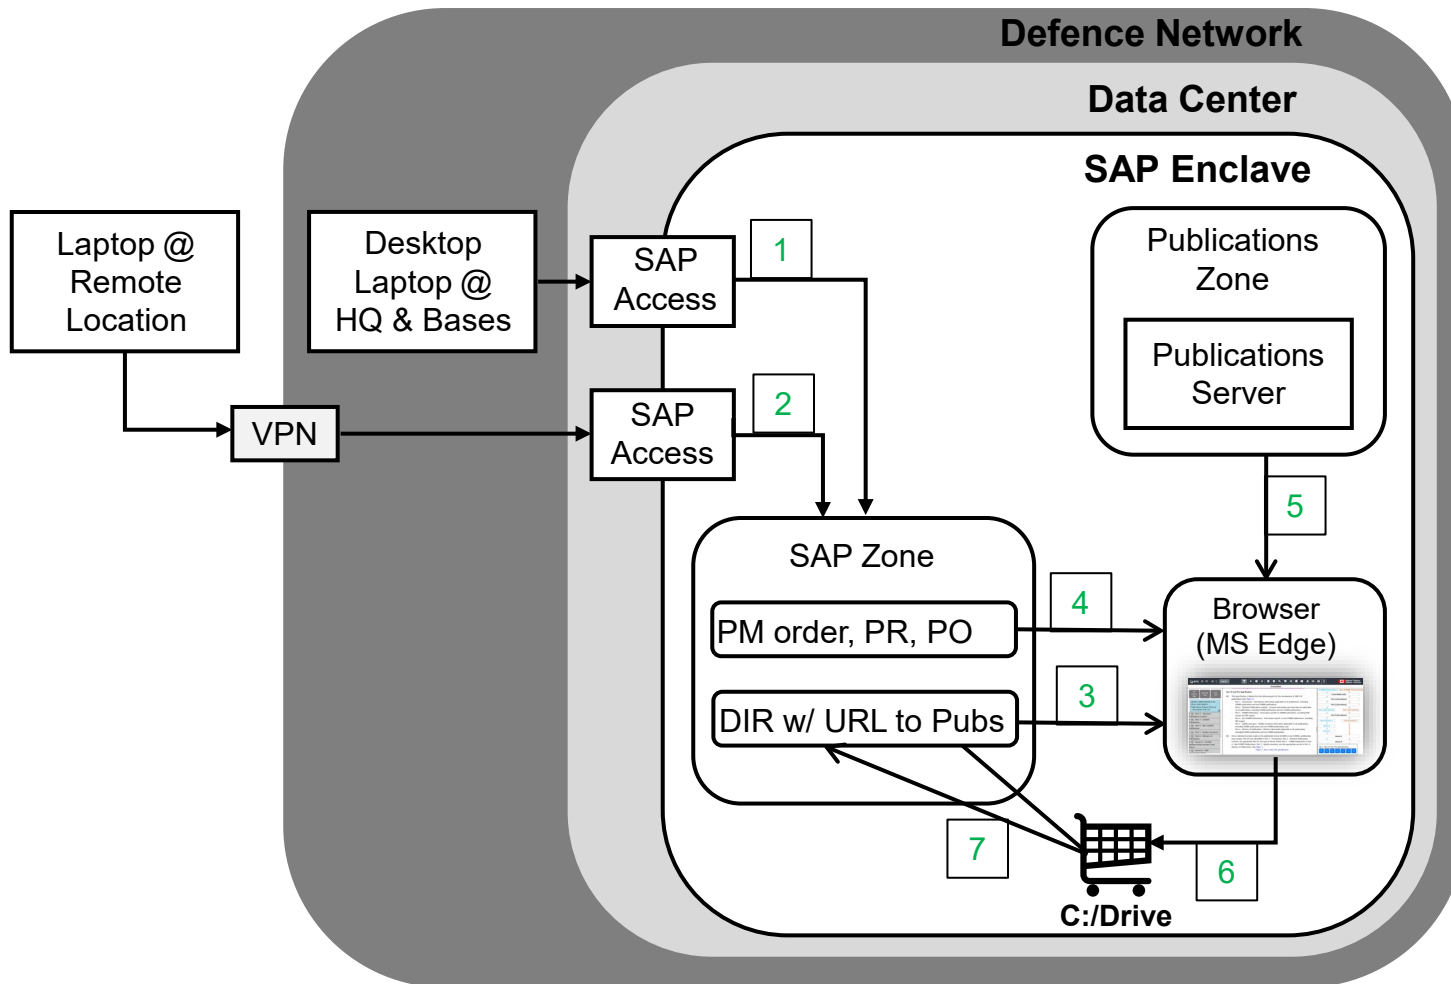 Defence Network
Data Center
SAP Enclave
Laptop @
Remote
Location
Desktop
Laptop @
HQ & Bases
SAP
Access
1
Publications
Zone
Publications
Server
VPN
SAP
Access
2
5
SAP Zone
PM order, PR, PO
4
DIR w/ URL to Pubs
3
Browser
(MS Edge)
7
6
C:/Drive